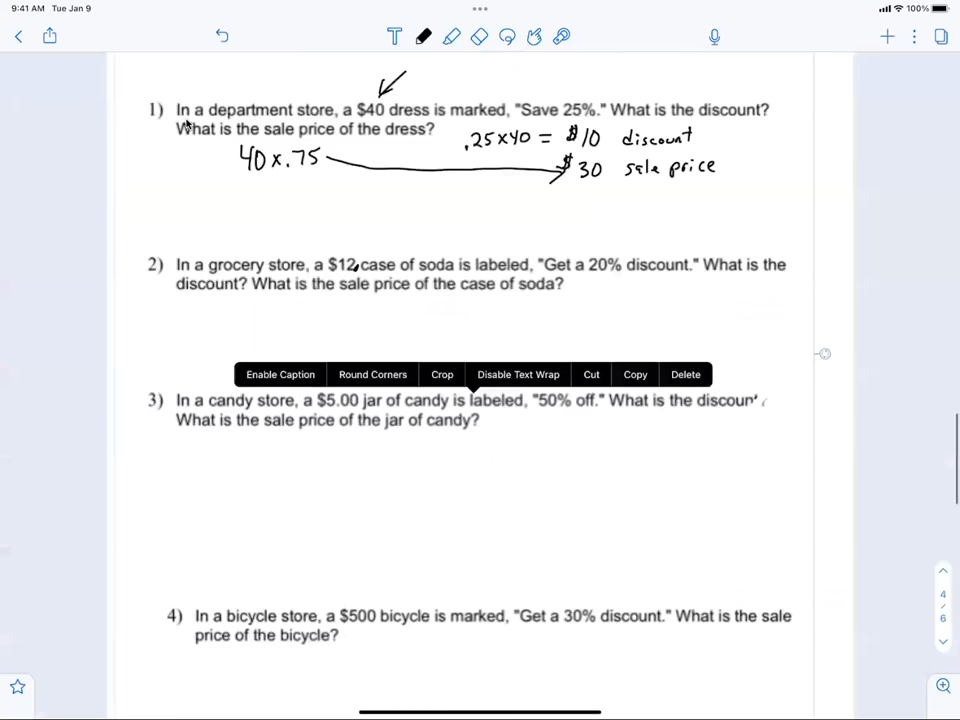 9:41 AM Tue Jan 9
100%
1) In a department store, a $40 dress is marked, "Save 25%." What is the discount?
What is the sale price of the dress?
.25x40 = $10 discount
40x.75
$30 sale price
2) In a grocery store, a $12 case of soda is labeled, "Get a 20% discount." What is the
discount? What is the sale price of the case of soda?
Enable Caption Round Corners Crop Disable Text Wrap Cut Copy Delete
3) In a candy store, a $5.00 jar of candy is labeled, "50% off." What is the discoun
What is the sale price of the jar of candy?
4) In a bicycle store, a $500 bicycle is marked, "Get a 30% discount." What is the sale
price of the bicycle?
4
/
6